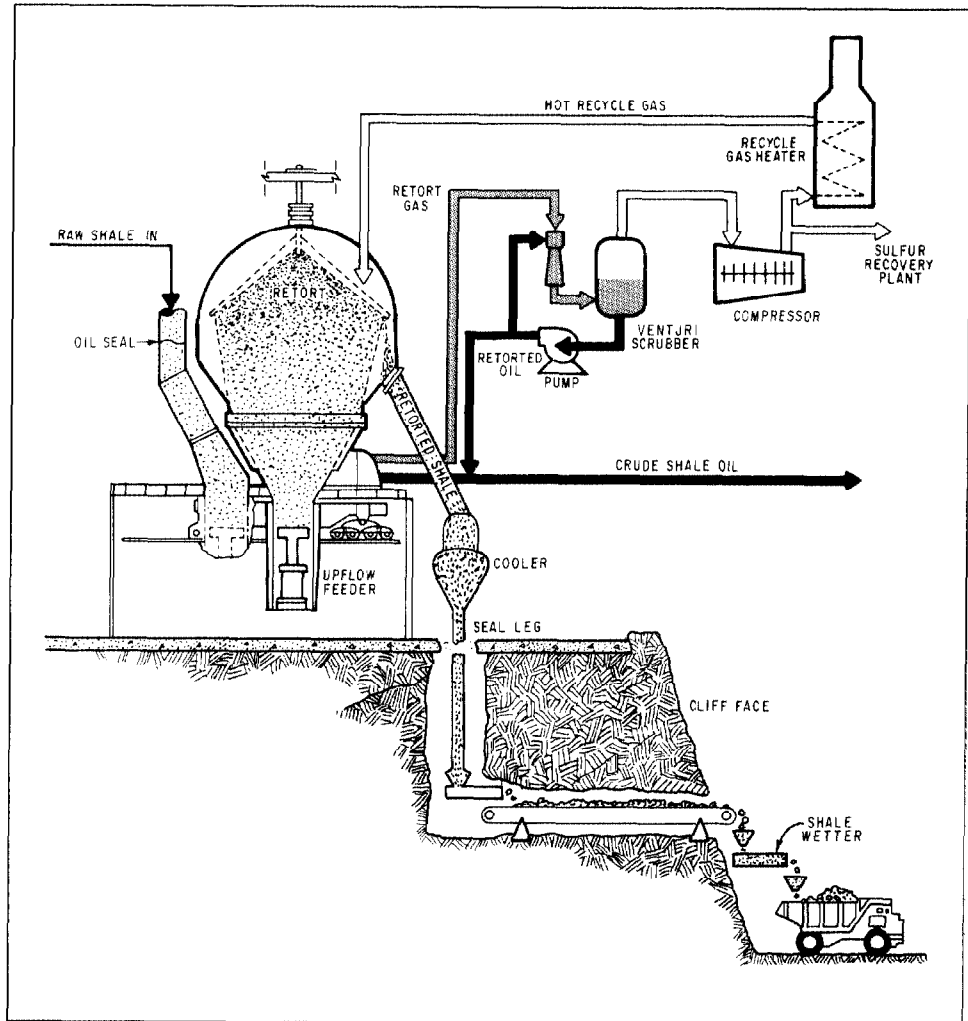 HOT RECYCLE GAS
RECYCLE
GAS HEATER
RETORT
GAS
RAW SHALE IN
SULFUR
RECOVERY
PLANT
RETORT
COMPRESSOR
OIL SEAL
VENTJRI
SCRUBBER
RETORTED
OIL
PUMP
RETORTED SHALE
CRUDE SHALE OIL
COOLER
UPFLOW
FEEDER
SEAL LEG
CLIFF FACE
SHALE
WETTER